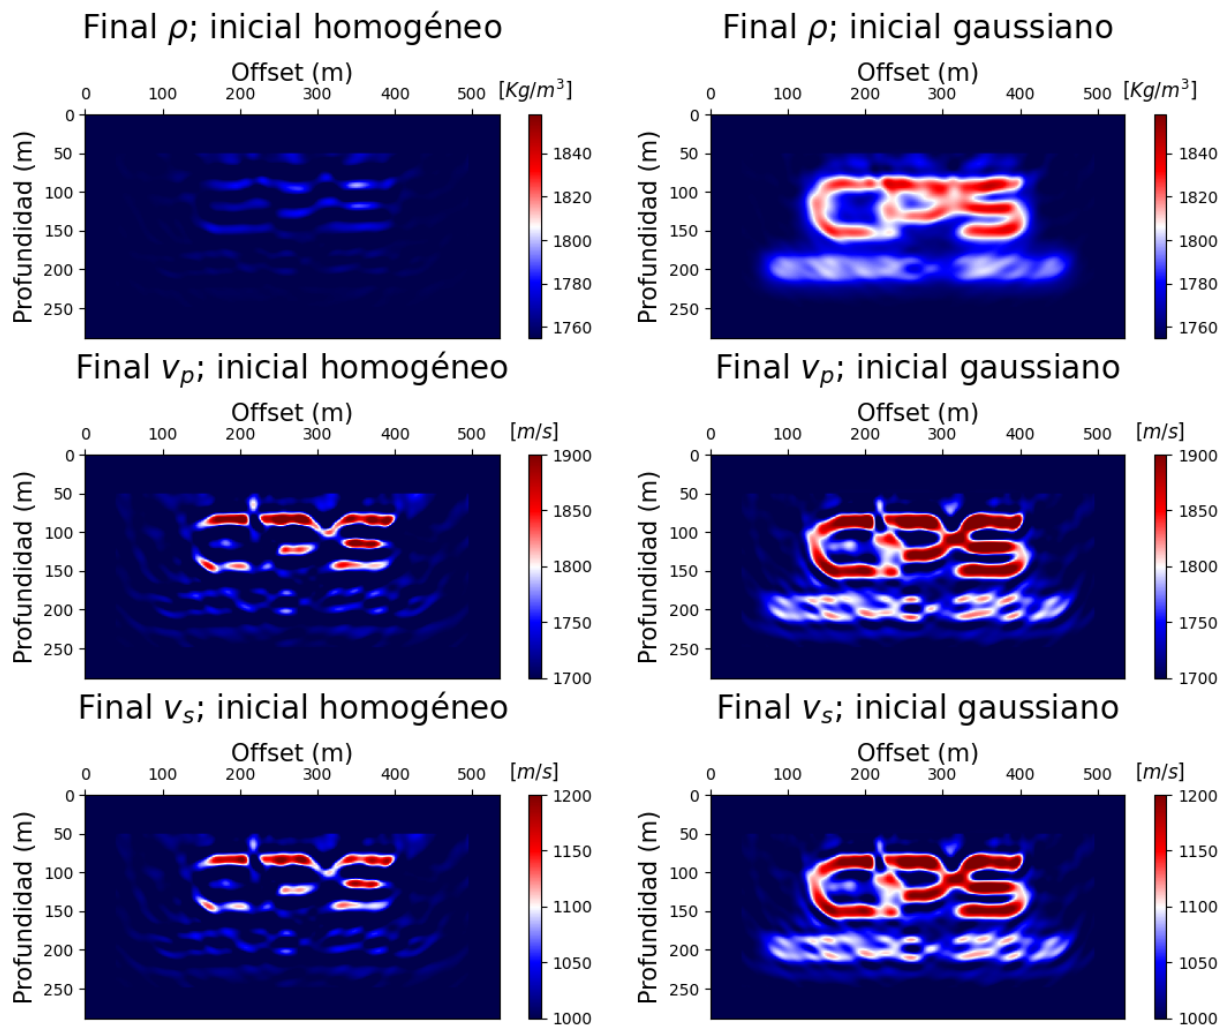 Final ρ; inicial homogéneo
Offset (m)
0 100 200 300 400 500 [Kg/m³]
Profundidad (m)
0
50
100
150
200
250
1840
1820
1800
1780
1760
Final ρ; inicial gaussiano
Offset (m)
0 100 200 300 400 500 [Kg/m³]
Profundidad (m)
0
50
100
150
200
250
1840
1820
1800
1780
1760
Final vₚ; inicial homogéneo
Offset (m)
0 100 200 300 400 500 [m/s]
Profundidad (m)
0
50
100
150
200
250
1900
1850
1800
1750
1700
Final vₚ; inicial gaussiano
Offset (m)
0 100 200 300 400 500 [m/s]
Profundidad (m)
0
50
100
150
200
250
1900
1850
1800
1750
1700
Final vₛ; inicial homogéneo
Offset (m)
0 100 200 300 400 500 [m/s]
Profundidad (m)
0
50
100
150
200
250
1200
1150
1100
1050
1000
Final vₛ; inicial gaussiano
Offset (m)
0 100 200 300 400 500 [m/s]
Profundidad (m)
0
50
100
150
200
250
1200
1150
1100
1050
1000